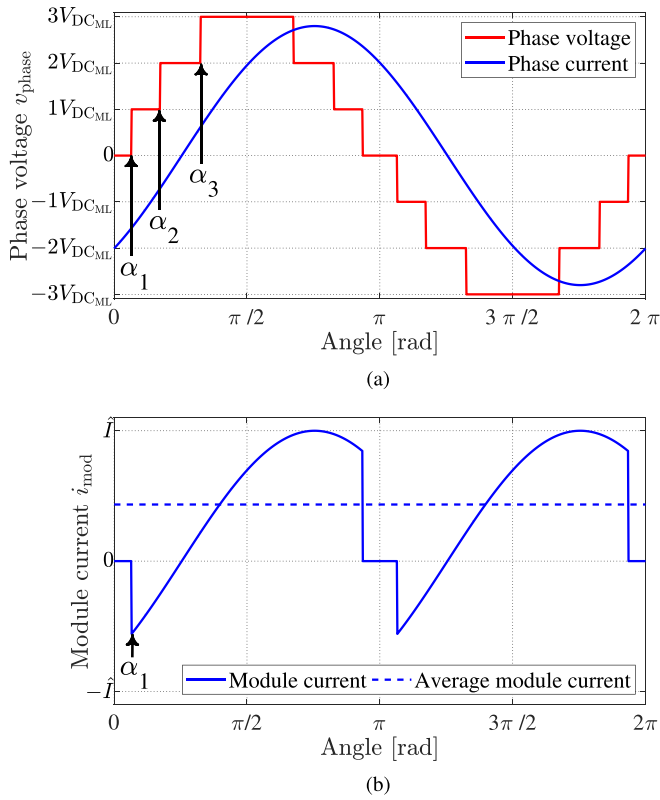 Phase voltage v_phase
3V_DC_ML
2V_DC_ML
1V_DC_ML
0
−1V_DC_ML
−2V_DC_ML
−3V_DC_ML
Phase voltage
Phase current
α_1
α_2
α_3
0 π/2 π 3 π/2 2 π
Angle [rad]
(a)
Module current i_mod
Î
0
−Î
α_1
Module current
Average module current
0 π/2 π 3π/2 2π
Angle [rad]
(b)